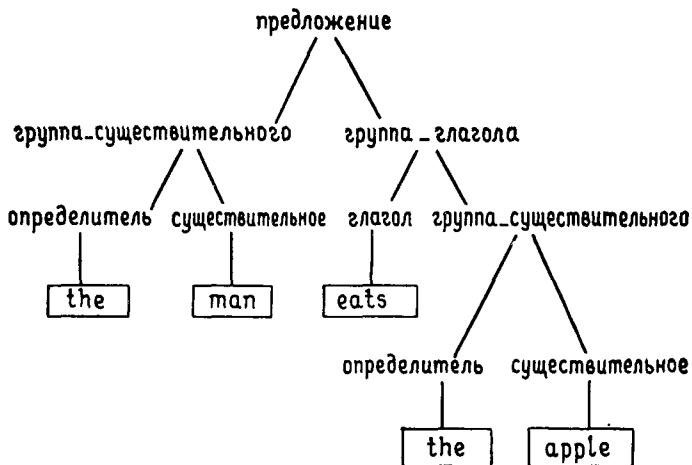 предложение
группа_существительного группа_глагола
определитель существительное глагол группа_существительного
the man eats
определитель существительное
the apple